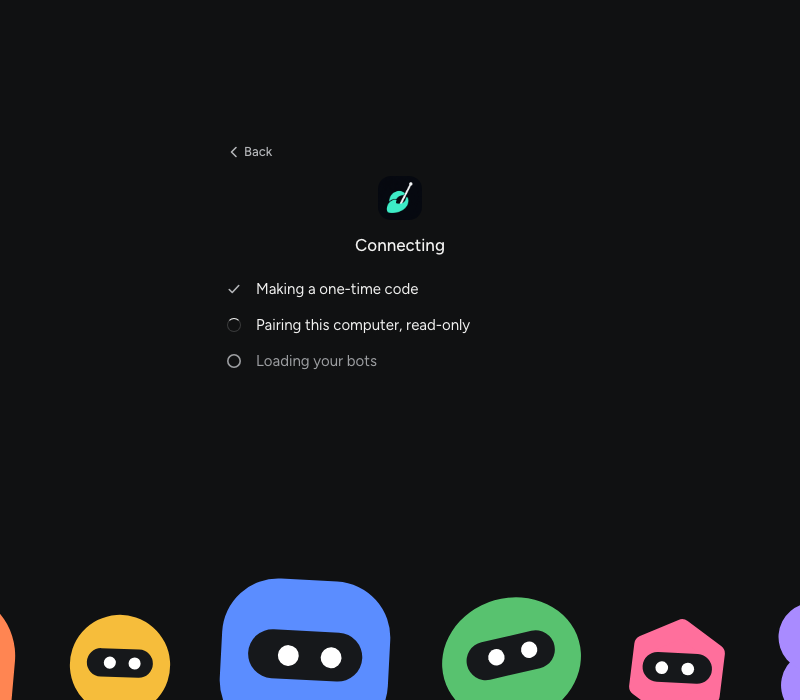 Back
Connecting
Making a one-time code
Pairing this computer, read-only
Loading your bots